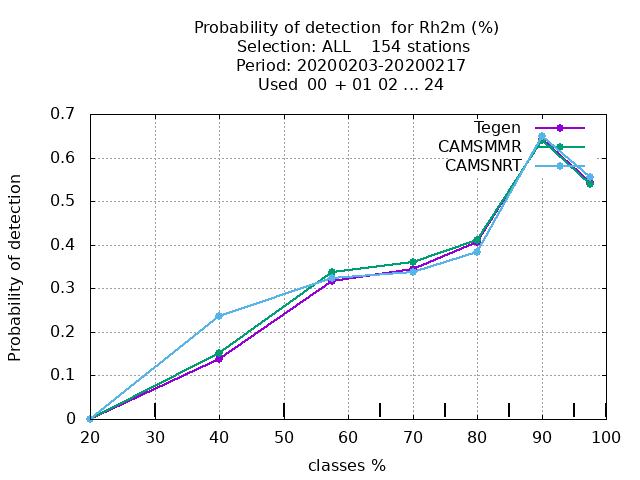 Probability of detection  for Rh2m (%)
Selection: ALL    154 stations
Period: 20200203-20200217
Used  00  + 01 02 ... 24
Probability of detection
0.7
0.6
0.5
0.4
0.3
0.2
0.1
0
Tegen
CAMSMMR
CAMSNRT
20 30 40 50 60 70 80 90 100
classes %